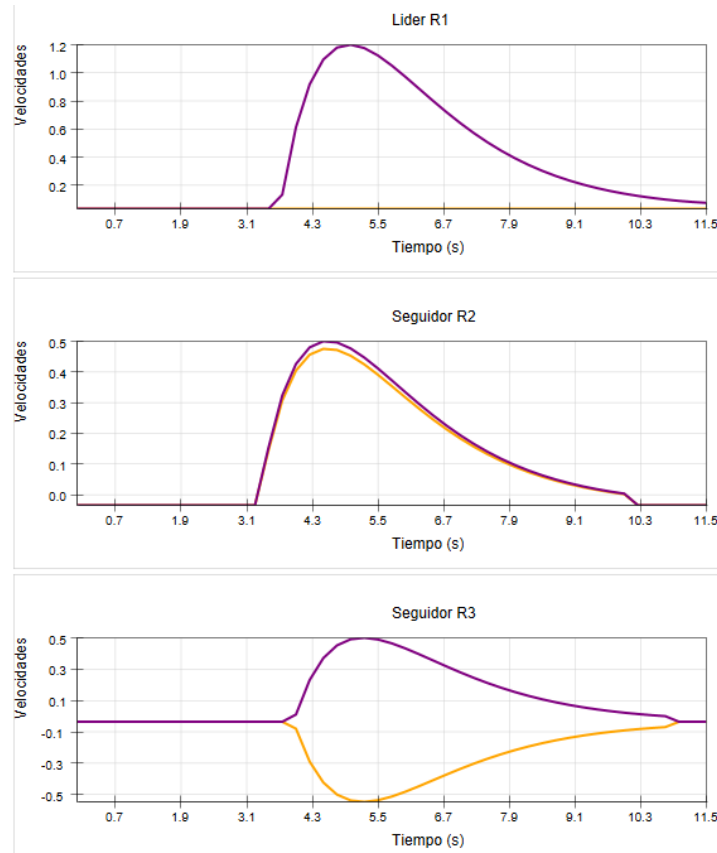 Lider R1
Velocidades
1.2
1.0
0.8
0.6
0.4
0.2
0.7 1.9 3.1 4.3 5.5 6.7 7.9 9.1 10.3 11.5
Tiempo (s)
Seguidor R2
Velocidades
0.5
0.4
0.3
0.2
0.1
0.0
0.7 1.9 3.1 4.3 5.5 6.7 7.9 9.1 10.3 11.5
Tiempo (s)
Seguidor R3
Velocidades
0.5
0.3
0.1
-0.1
-0.3
-0.5
0.7 1.9 3.1 4.3 5.5 6.7 7.9 9.1 10.3 11.5
Tiempo (s)